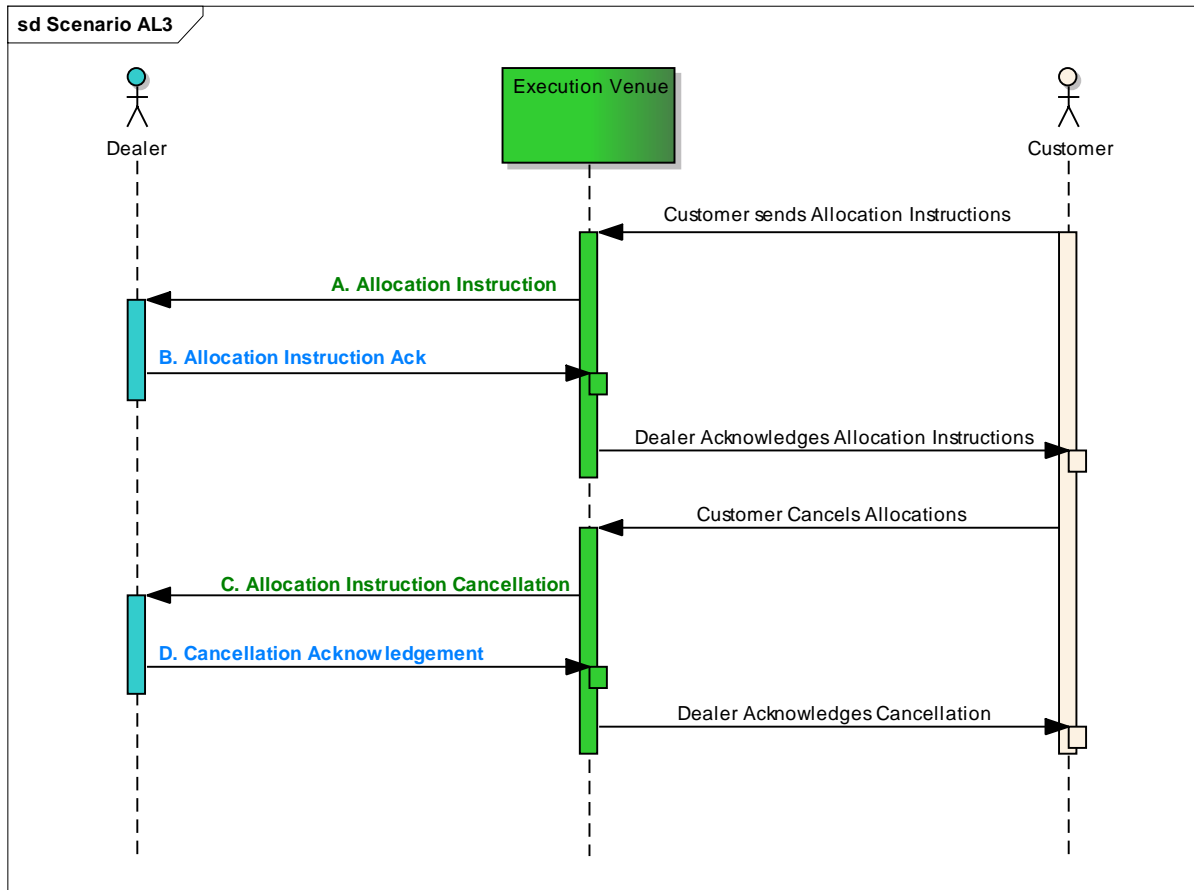 sd Scenario AL3
Execution Venue
Dealer
Customer
Customer sends Allocation Instructions
A. Allocation Instruction
B. Allocation Instruction Ack
Dealer Acknowledges Allocation Instructions
Customer Cancels Allocations
C. Allocation Instruction Cancellation
D. Cancellation Acknowledgement
Dealer Acknowledges Cancellation